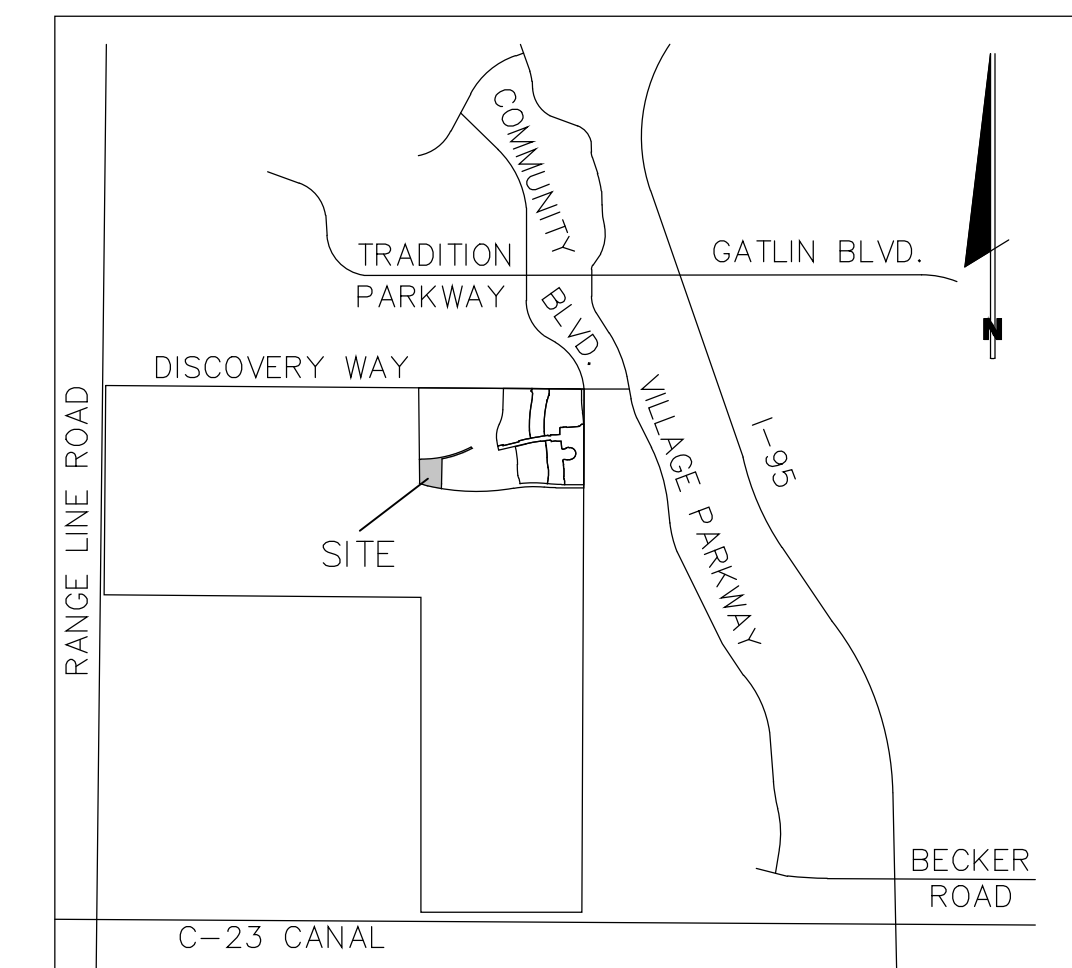 COMMUNITY
BLVD.
TRADITION
PARKWAY
GATLIN BLVD.
N
DISCOVERY WAY
RANGE LINE ROAD
VILLAGE PARKWAY
I-95
SITE
BECKER
ROAD
C-23 CANAL